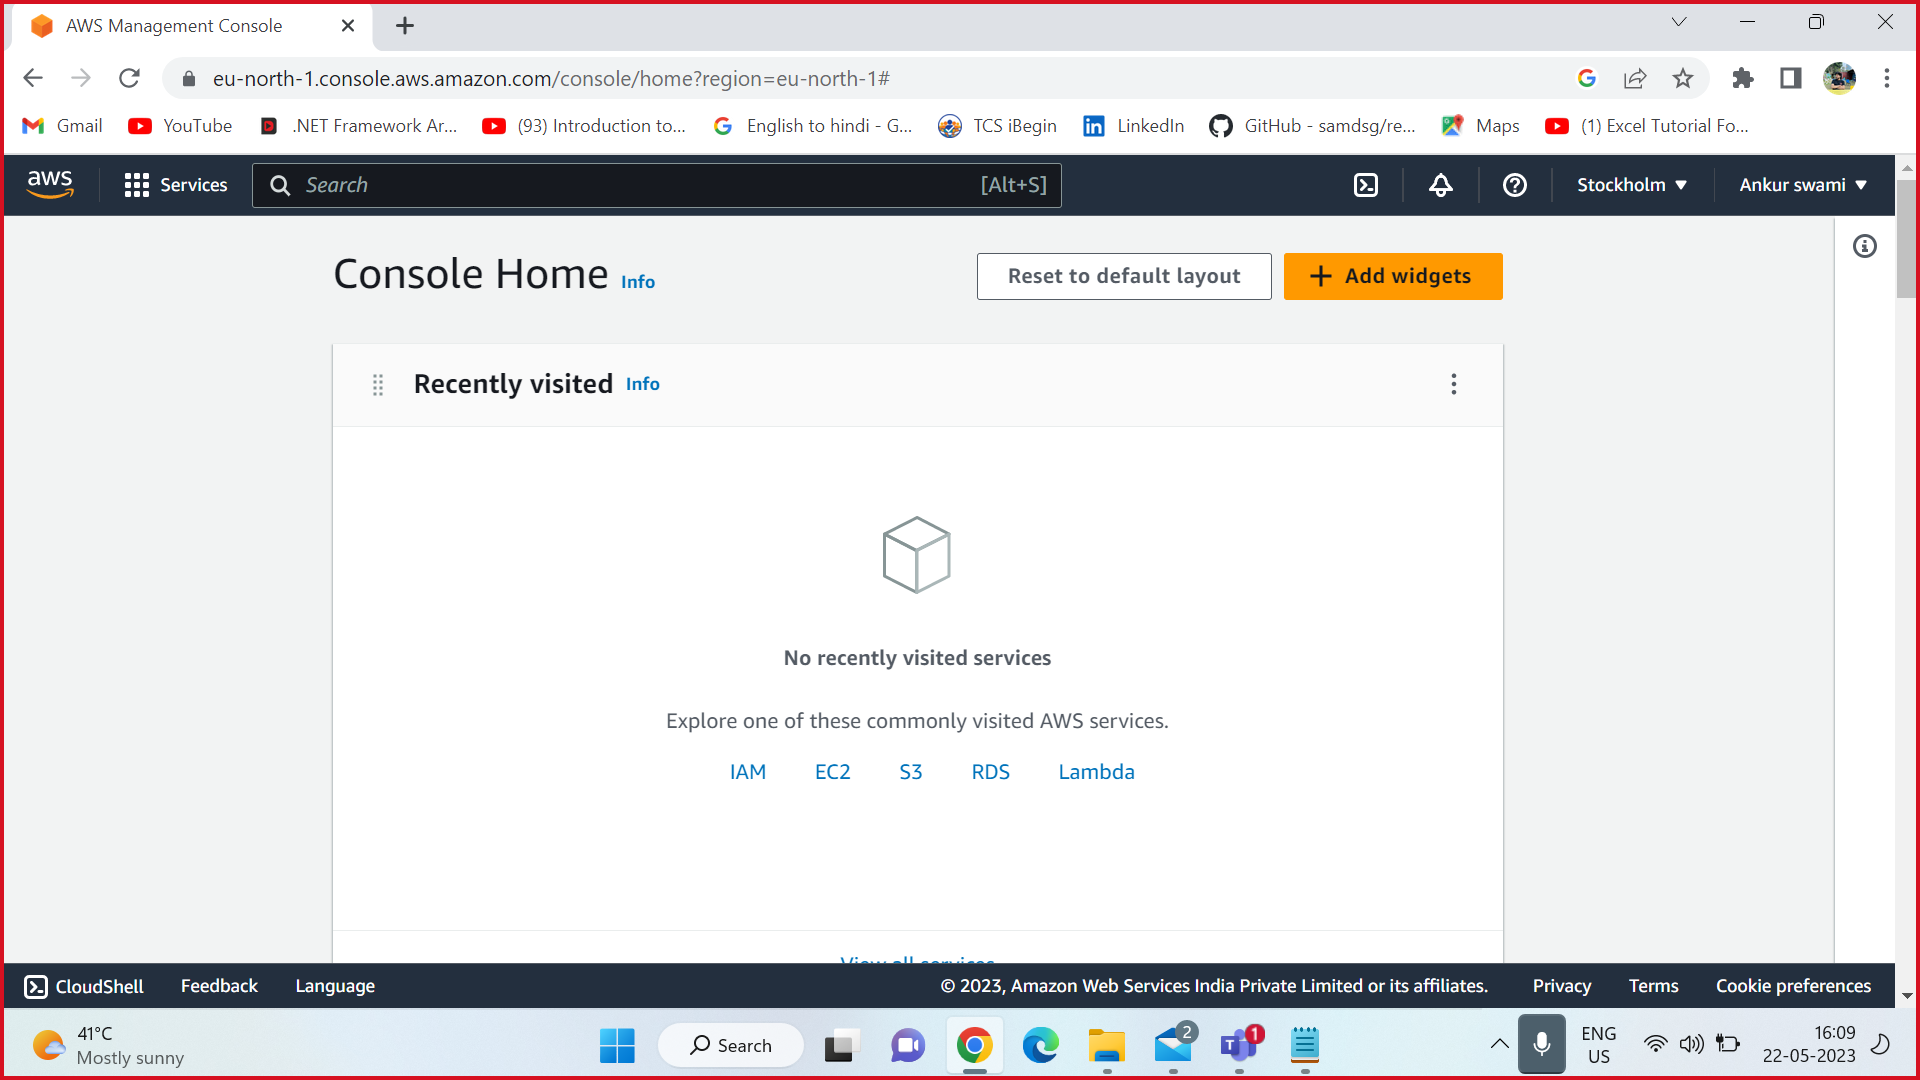 AWS Management Console
eu-north-1.console.aws.amazon.com/console/home?region=eu-north-1#
Gmail YouTube .NET Framework Ar... (93) Introduction to... English to hindi - G... TCS iBegin LinkedIn GitHub - samdsg/re... Maps (1) Excel Tutorial Fo...
aws Services Search [Alt+S] Stockholm Ankur swami
Console Home Info Reset to default layout Add widgets
Recently visited Info
No recently visited services
Explore one of these commonly visited AWS services.
IAM EC2 S3 RDS Lambda
View all services
CloudShell Feedback Language © 2023, Amazon Web Services India Private Limited or its affiliates. Privacy Terms Cookie preferences
41°C
Mostly sunny
Search
2
1
ENG
US
16:09
22-05-2023